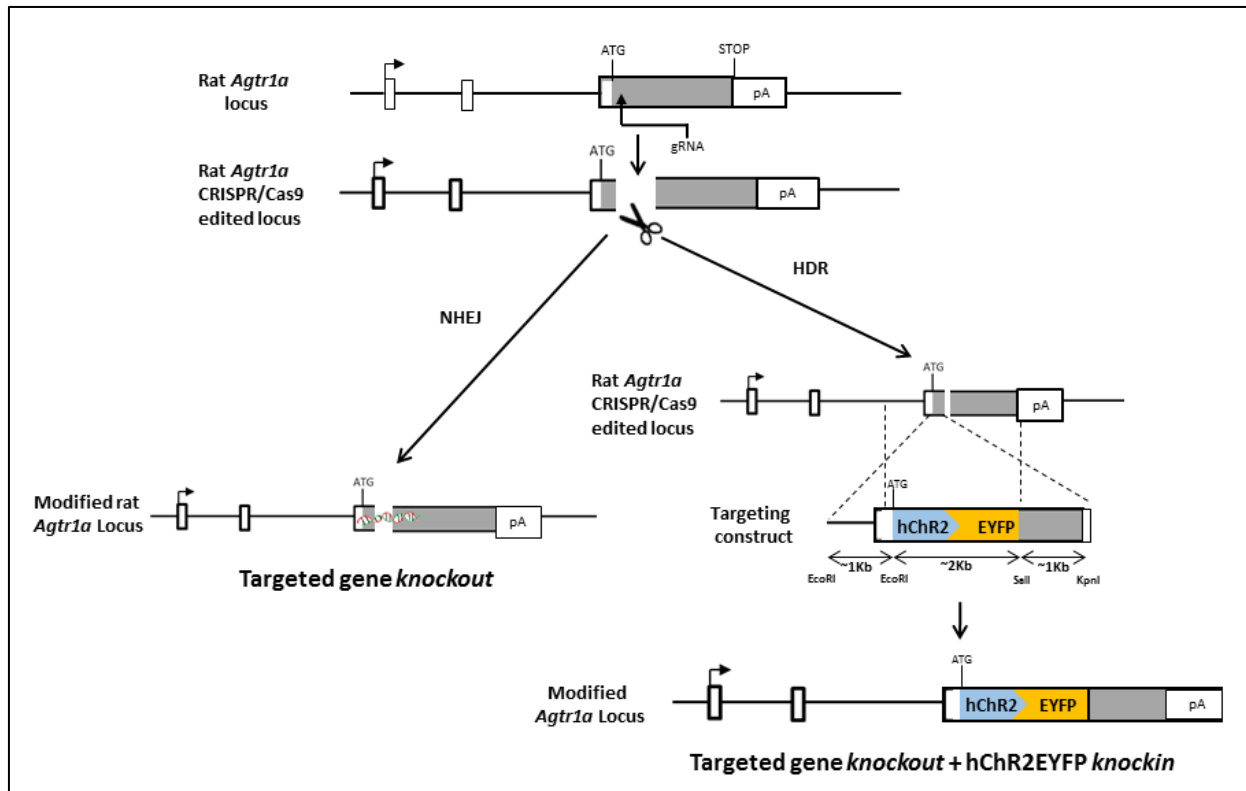 ATG
STOP
Rat Agtr1a
locus
pA
gRNA
ATG
Rat Agtr1a
CRISPR/Cas9
edited locus
pA
HDR
NHEJ
ATG
Rat Agtr1a
CRISPR/Cas9
edited locus
pA
ATG
Modified rat
Agtr1a Locus
pA
Targeted gene knockout
ATG
Targeting
construct
hChR2
EYFP
~1Kb
~2Kb
~1Kb
EcoRI
EcoRI
SalI
KpnI
ATG
Modified
Agtr1a Locus
hChR2
EYFP
pA
Targeted gene knockout + hChR2EYFP knockin